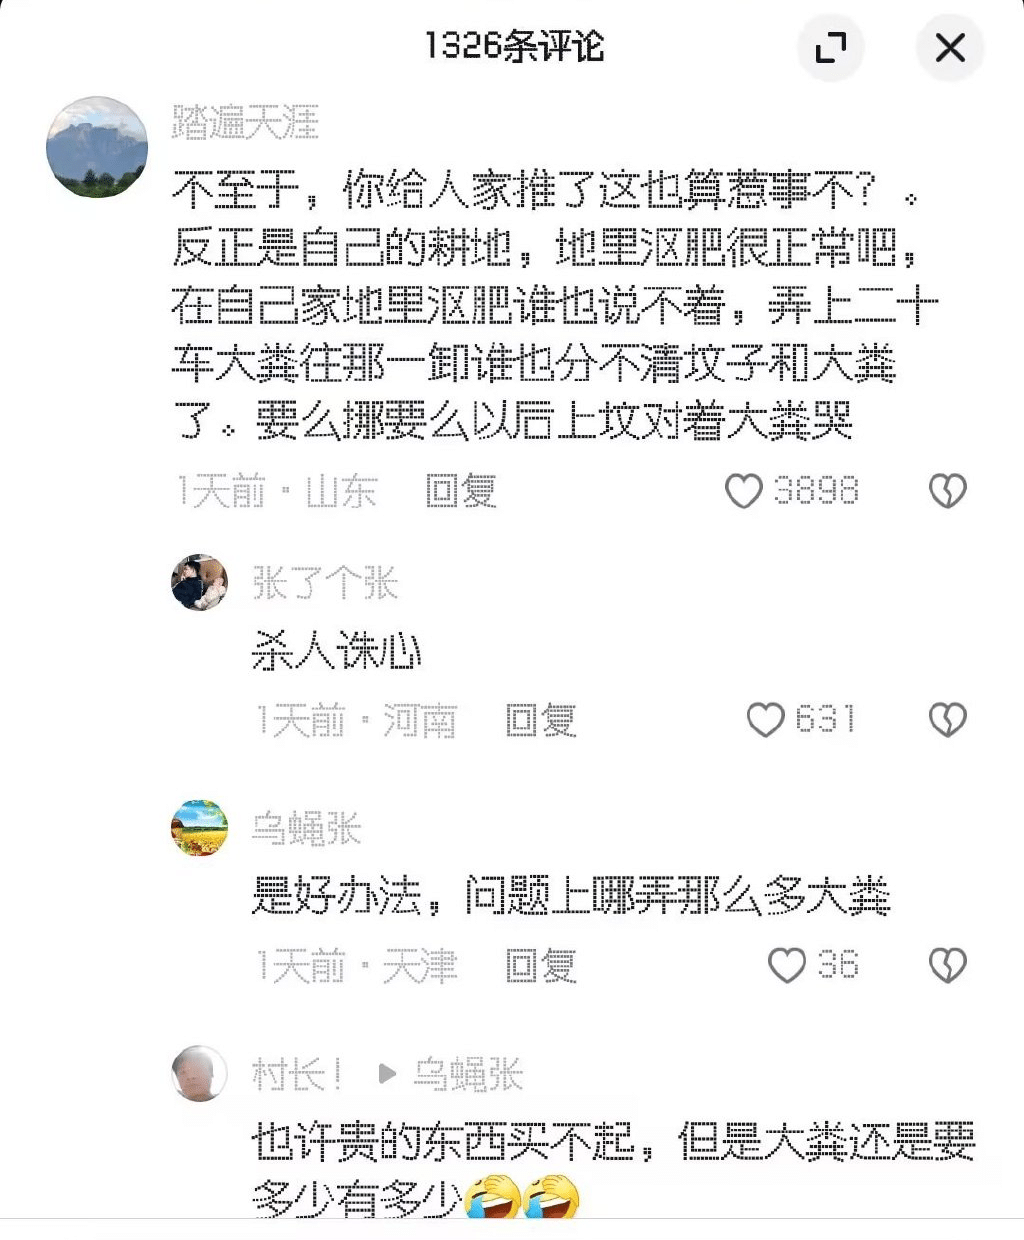 1326条评论
踏遍天涯
不至于，你给人家推了这也算惹事不？.
反正是自己的耕地，地里沤肥很正常吧，
在自己家地里沤肥谁也说不着，弄上二十
车大粪往那一卸谁也分不清坟子和大粪
了。要么挪要么以后上坟对着大粪哭
1天前·山东 回复 3898
张了个张
杀人诛心
1天前·河南 回复 631
乌蝇张
是好办法，问题上哪弄那么多大粪
1天前·天津 回复 36
村长！ ▶ 乌蝇张
也许贵的东西买不起，但是大粪还是要
多少有多少🤣🤣